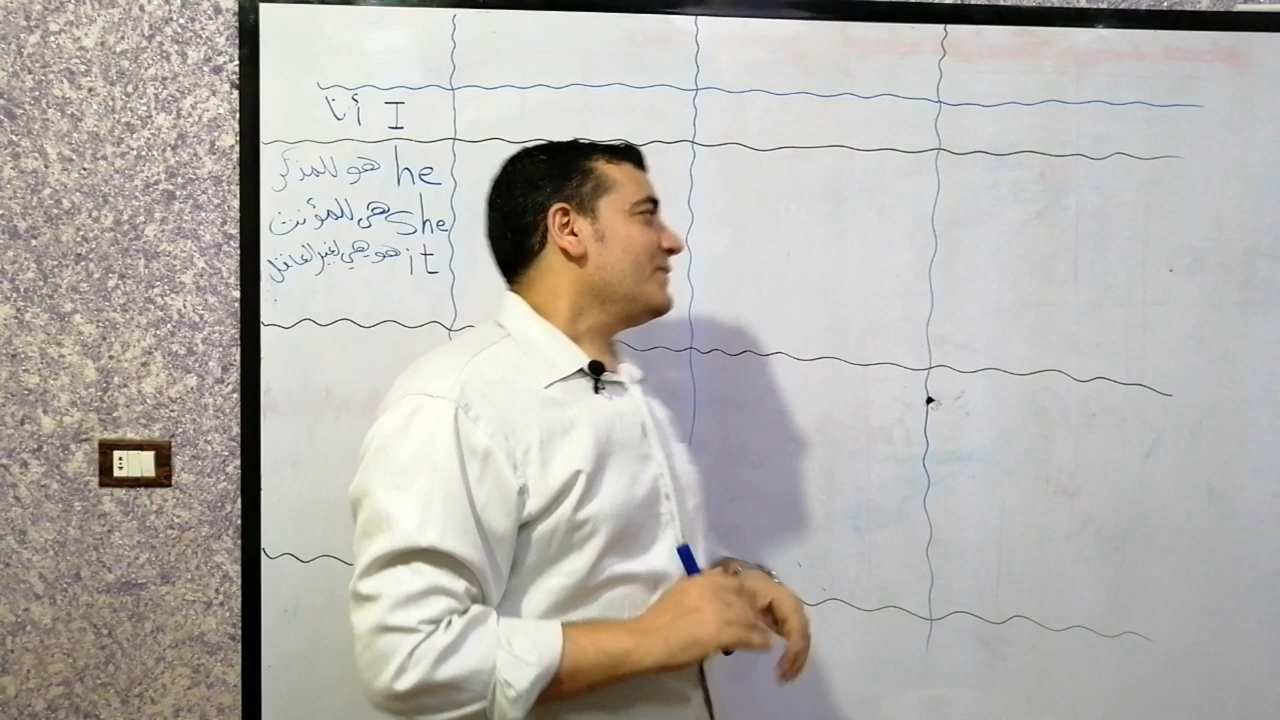 أنا I
هو للمذكر he
هي للمؤنث she
هو هي لغير العاقل it